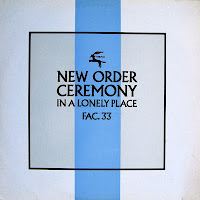 NEW ORDER
CEREMONY
IN A LONELY PLACE
FAC. 33